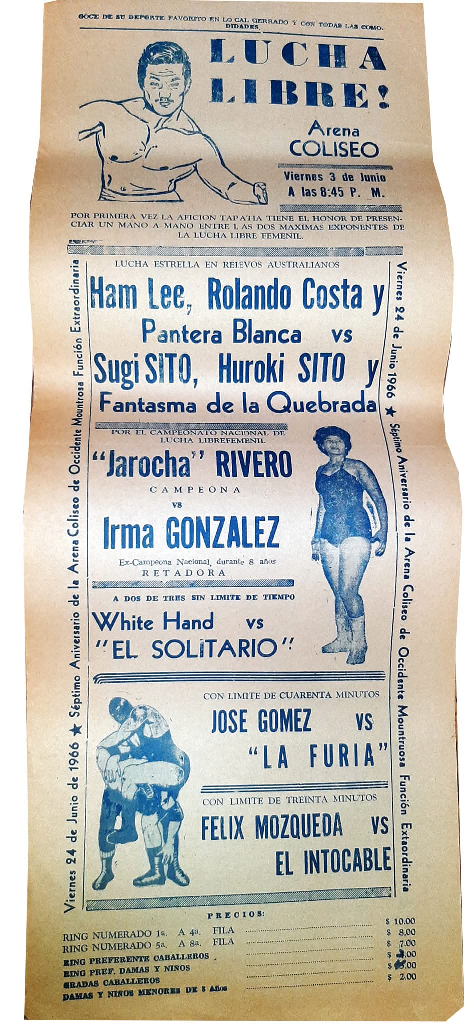 GOCE DE SU DEPORTE FAVORITO EN LO CAL CERRADO Y CON TODAS LAS COMO-
DIDADES.
LUCHA
LIBRE!
Arena
COLISEO
Viernes 3 de Junio
A las 8:45 P. M.
POR PRIMERA VEZ LA AFICION TAPATIA TIENE EL HONOR DE PRESEN-
CIAR UN MANO A MANO ENTRE LAS DOS MAXIMAS EXPONENTES DE
LA LUCHA LIBRE FEMENIL.
LUCHA ESTRELLA EN RELEVOS AUSTRALIANOS
Ham Lee, Rolando Costa y
Pantera Blanca vs
Sugi SITO, Huroki SITO y
Fantasma de la Quebrada
POR EL CAMPEONATO NACIONAL DE
LUCHA LIBREFEMENIL
"Jarocha" RIVERO
CAMPEONA
VS
Irma GONZALEZ
Ex-Campeona Nacional, durante 8 años
RETADORA
A DOS DE TRES SIN LIMITE DE TIEMPO
White Hand vs
"EL SOLITARIO"
CON LIMITE DE CUARENTA MINUTOS
JOSE GOMEZ VS
"LA FURIA"
CON LIMITE DE TREINTA MINUTOS
FELIX MOZQUEDA VS
EL INTOCABLE
Viernes 24 de Junio de 1966 ★ Séptimo Aniversario de la Arena Coliseo de Occidente Mountrosa Función Extraordinaria
Viernes 24 de Junio 1966 ★ Séptimo Aniversario de la Arena Coliseo de Occidente Mountruosa Función Extraordinaria
PRECIOS:
RING NUMERADO 1a. A 4a. FILA $ 10.00
RING NUMERADO 5a. A 8a. FILA $ 8.00
RING PREFERENTE CABALLEROS $ 7.00
RING PREF. DAMAS Y NIÑOS $
GRADAS CABALLEROS $
DAMAS Y NIÑOS MENORES DE 8 Años $ 2.00